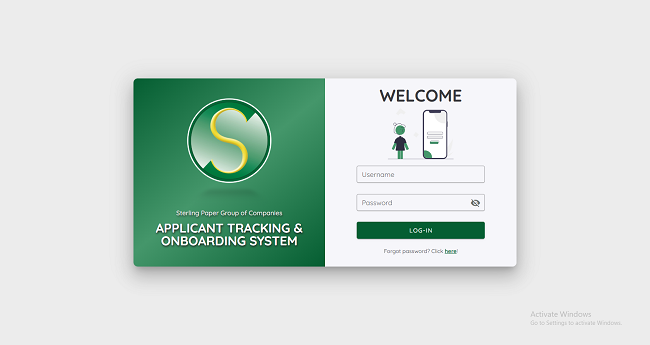 S
Sterling Paper Group of Companies
APPLICANT TRACKING &
ONBOARDING SYSTEM
WELCOME
Username
Password
LOG-IN
Forgot password? Click here!
Activate Windows
Go to Settings to activate Windows.